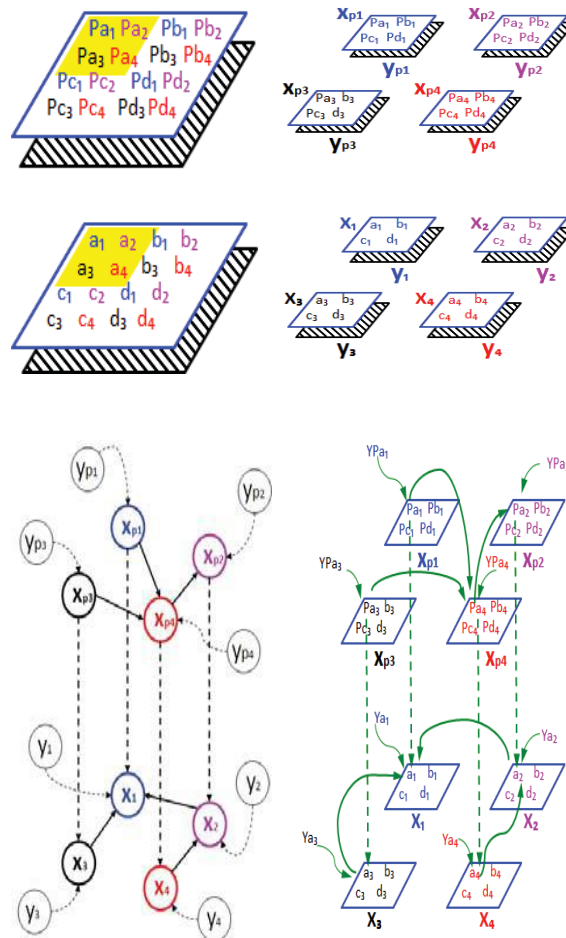 Pa1 Pa2 Pb1 Pb2
Pa3 Pa4 Pb3 Pb4
Pc1 Pc2 Pd1 Pd2
Pc3 Pc4 Pd3 Pd4
Xp1
Pa1 Pb1
Pc1 Pd1
yp1
Xp2
Pa2 Pb2
Pc2 Pd2
yp2
Xp3
Pa3 b3
Pc3 d3
yp3
Xp4
Pa4 Pb4
Pc4 Pd4
yp4
a1 a2 b1 b2
a3 a4 b3 b4
c1 c2 d1 d2
c3 c4 d3 d4
X1
a1 b1
c1 d1
y1
X2
a2 b2
c2 d2
y2
X3
a3 b3
c3 d3
y3
X4
a4 b4
c4 d4
y4
yp1
yp2
Xp1
yp3
Xp2
Xp3
Xp4
yp4
y1
y2
X1
X2
X3
X4
y3
y4
YPa1
YPa
Pa1 Pb1
Pc1 Pd1
Xp1
Pa2 Pb2
Pc2 Pd2
Xp2
YPa3
YPa4
Pa3 b3
Pc3 d3
Xp3
Pa4 Pb4
Pc4 Pd4
Xp4
Ya1
Ya2
a1 b1
c1 d1
X1
a2 b2
c2 d2
X2
Ya3
Ya4
a3 b3
c3 d3
X3
a4 b4
c4 d4
X4